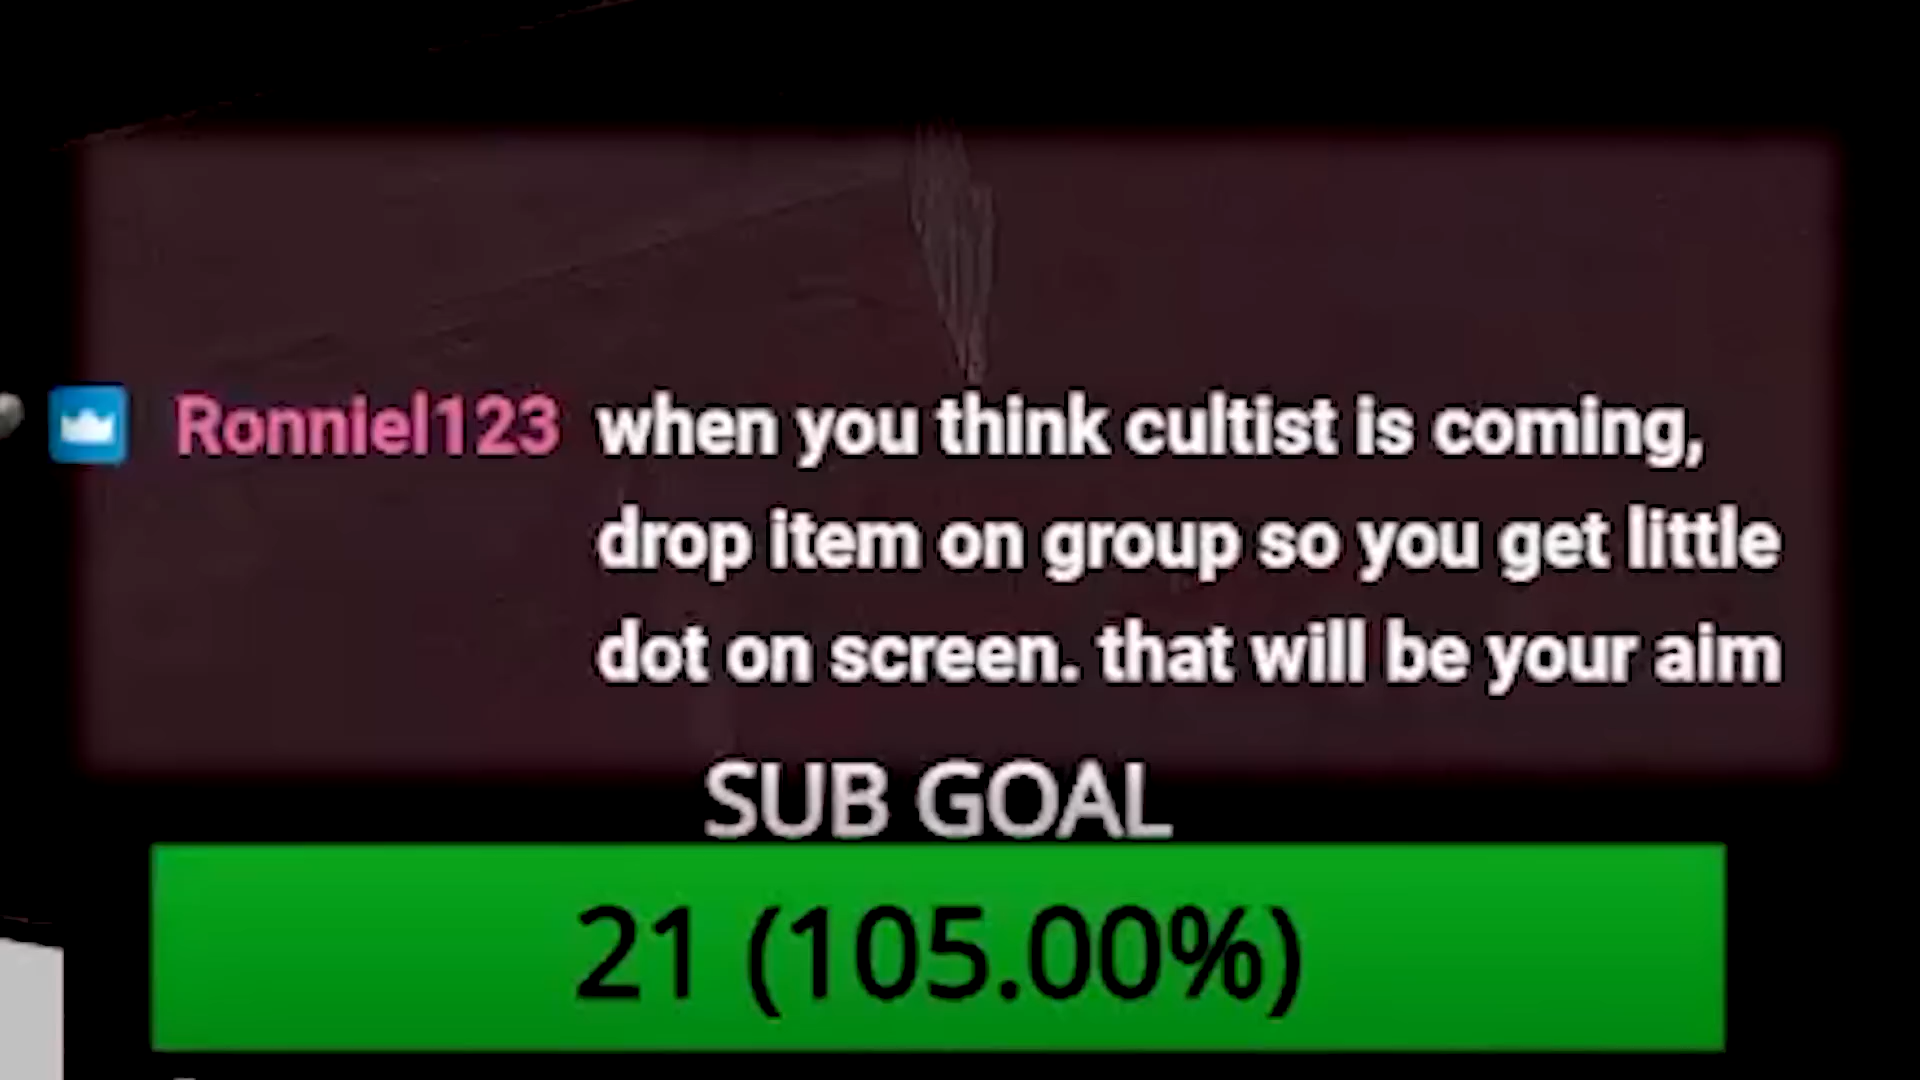 Ronniel123 when you think cultist is coming,
drop item on group so you get little
dot on screen. that will be your aim
SUB GOAL
21 (105.00%)